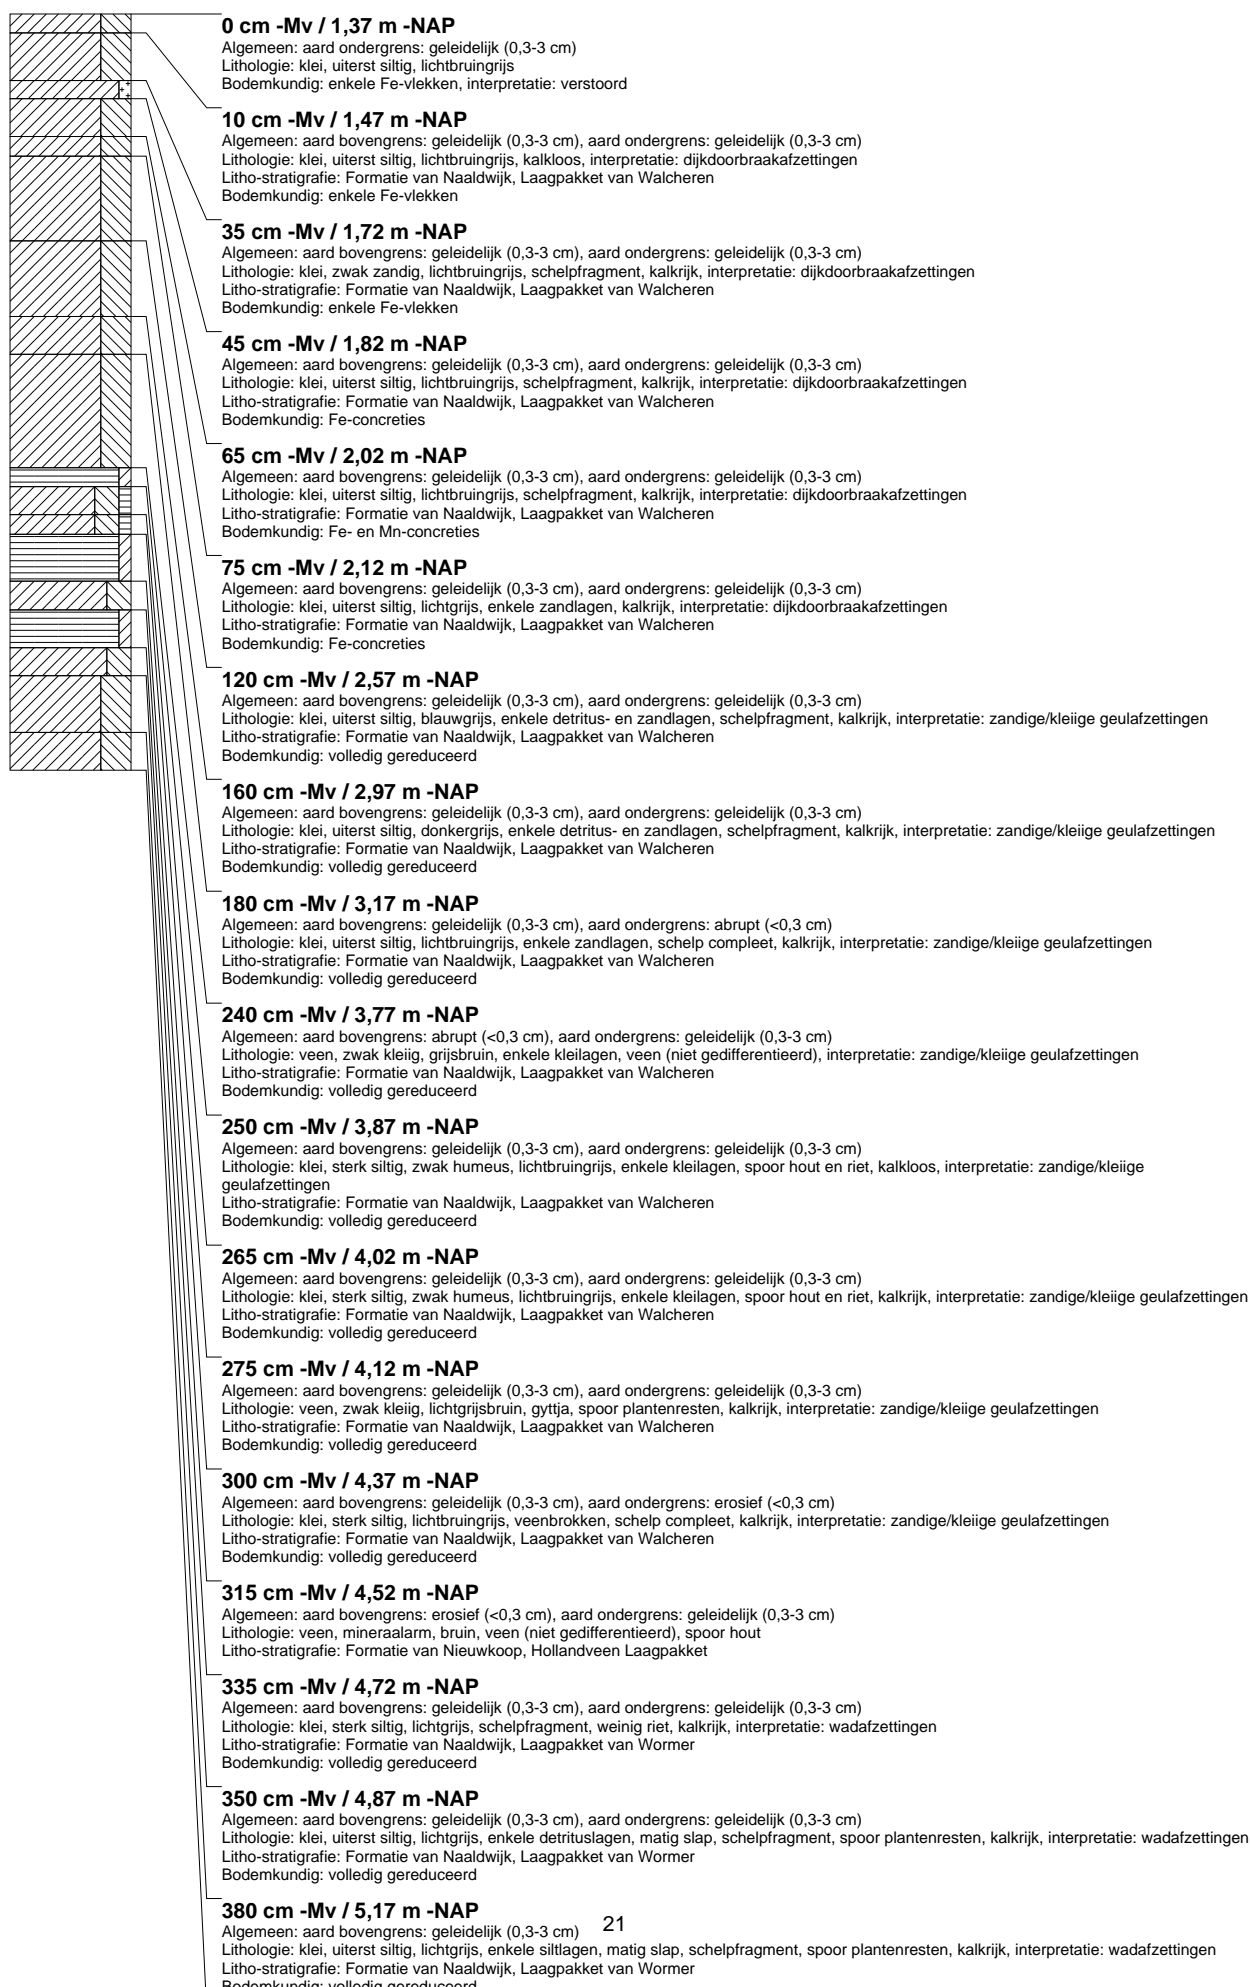 0 cm -Mv / 1,37 m -NAP
Algemeen: aard ondergrens: geleidelijk (0,3-3 cm)
Lithologie: klei, uiterst siltig, lichtbruingrijs
Bodemkundig: enkele Fe-vlekken, interpretatie: verstoord
10 cm -Mv / 1,47 m -NAP
Algemeen: aard bovengrens: geleidelijk (0,3-3 cm), aard ondergrens: geleidelijk (0,3-3 cm)
Lithologie: klei, uiterst siltig, lichtbruingrijs, kalkloos, interpretatie: dijkdoorbraakafzettingen
Litho-stratigrafie: Formatie van Naaldwijk, Laagpakket van Walcheren
Bodemkundig: enkele Fe-vlekken
35 cm -Mv / 1,72 m -NAP
Algemeen: aard bovengrens: geleidelijk (0,3-3 cm), aard ondergrens: geleidelijk (0,3-3 cm)
Lithologie: klei, zwak zandig, lichtbruingrijs, schelpfragment, kalkrijk, interpretatie: dijkdoorbraakafzettingen
Litho-stratigrafie: Formatie van Naaldwijk, Laagpakket van Walcheren
Bodemkundig: enkele Fe-vlekken
45 cm -Mv / 1,82 m -NAP
Algemeen: aard bovengrens: geleidelijk (0,3-3 cm), aard ondergrens: geleidelijk (0,3-3 cm)
Lithologie: klei, uiterst siltig, lichtbruingrijs, schelpfragment, kalkrijk, interpretatie: dijkdoorbraakafzettingen
Litho-stratigrafie: Formatie van Naaldwijk, Laagpakket van Walcheren
Bodemkundig: Fe-concreties
65 cm -Mv / 2,02 m -NAP
Algemeen: aard bovengrens: geleidelijk (0,3-3 cm), aard ondergrens: geleidelijk (0,3-3 cm)
Lithologie: klei, uiterst siltig, lichtbruingrijs, schelpfragment, kalkrijk, interpretatie: dijkdoorbraakafzettingen
Litho-stratigrafie: Formatie van Naaldwijk, Laagpakket van Walcheren
Bodemkundig: Fe- en Mn-concreties
75 cm -Mv / 2,12 m -NAP
Algemeen: aard bovengrens: geleidelijk (0,3-3 cm), aard ondergrens: geleidelijk (0,3-3 cm)
Lithologie: klei, uiterst siltig, lichtgrijs, enkele zandlagen, kalkrijk, interpretatie: dijkdoorbraakafzettingen
Litho-stratigrafie: Formatie van Naaldwijk, Laagpakket van Walcheren
Bodemkundig: Fe-concreties
120 cm -Mv / 2,57 m -NAP
Algemeen: aard bovengrens: geleidelijk (0,3-3 cm), aard ondergrens: geleidelijk (0,3-3 cm)
Lithologie: klei, uiterst siltig, blauwgrijs, enkele detritus- en zandlagen, schelpfragment, kalkrijk, interpretatie: zandige/kleiige geulafzettingen
Litho-stratigrafie: Formatie van Naaldwijk, Laagpakket van Walcheren
Bodemkundig: volledig gereduceerd
160 cm -Mv / 2,97 m -NAP
Algemeen: aard bovengrens: geleidelijk (0,3-3 cm), aard ondergrens: geleidelijk (0,3-3 cm)
Lithologie: klei, uiterst siltig, donkergrijs, enkele detritus- en zandlagen, schelpfragment, kalkrijk, interpretatie: zandige/kleiige geulafzettingen
Litho-stratigrafie: Formatie van Naaldwijk, Laagpakket van Walcheren
Bodemkundig: volledig gereduceerd
180 cm -Mv / 3,17 m -NAP
Algemeen: aard bovengrens: geleidelijk (0,3-3 cm), aard ondergrens: abrupt (<0,3 cm)
Lithologie: klei, uiterst siltig, lichtbruingrijs, enkele zandlagen, schelp compleet, kalkrijk, interpretatie: zandige/kleiige geulafzettingen
Litho-stratigrafie: Formatie van Naaldwijk, Laagpakket van Walcheren
Bodemkundig: volledig gereduceerd
240 cm -Mv / 3,77 m -NAP
Algemeen: aard bovengrens: abrupt (<0,3 cm), aard ondergrens: geleidelijk (0,3-3 cm)
Lithologie: veen, zwak kleiig, grijsbruin, enkele kleilagen, veen (niet gedifferentieerd), interpretatie: zandige/kleiige geulafzettingen
Litho-stratigrafie: Formatie van Naaldwijk, Laagpakket van Walcheren
Bodemkundig: volledig gereduceerd
250 cm -Mv / 3,87 m -NAP
Algemeen: aard bovengrens: geleidelijk (0,3-3 cm), aard ondergrens: geleidelijk (0,3-3 cm)
Lithologie: klei, sterk siltig, zwak humeus, lichtbruingrijs, enkele kleilagen, spoor hout en riet, kalkloos, interpretatie: zandige/kleiige
geulafzettingen
Litho-stratigrafie: Formatie van Naaldwijk, Laagpakket van Walcheren
Bodemkundig: volledig gereduceerd
265 cm -Mv / 4,02 m -NAP
Algemeen: aard bovengrens: geleidelijk (0,3-3 cm), aard ondergrens: geleidelijk (0,3-3 cm)
Lithologie: klei, sterk siltig, zwak humeus, lichtbruingrijs, enkele kleilagen, spoor hout en riet, kalkrijk, interpretatie: zandige/kleiige geulafzettingen
Litho-stratigrafie: Formatie van Naaldwijk, Laagpakket van Walcheren
Bodemkundig: volledig gereduceerd
275 cm -Mv / 4,12 m -NAP
Algemeen: aard bovengrens: geleidelijk (0,3-3 cm), aard ondergrens: geleidelijk (0,3-3 cm)
Lithologie: veen, zwak kleiig, lichtgrijsbruin, gyttja, spoor plantenresten, kalkrijk, interpretatie: zandige/kleiige geulafzettingen
Litho-stratigrafie: Formatie van Naaldwijk, Laagpakket van Walcheren
Bodemkundig: volledig gereduceerd
300 cm -Mv / 4,37 m -NAP
Algemeen: aard bovengrens: geleidelijk (0,3-3 cm), aard ondergrens: erosief (<0,3 cm)
Lithologie: klei, sterk siltig, lichtbruingrijs, veenbrokken, schelp compleet, kalkrijk, interpretatie: zandige/kleiige geulafzettingen
Litho-stratigrafie: Formatie van Naaldwijk, Laagpakket van Walcheren
Bodemkundig: volledig gereduceerd
315 cm -Mv / 4,52 m -NAP
Algemeen: aard bovengrens: erosief (<0,3 cm), aard ondergrens: geleidelijk (0,3-3 cm)
Lithologie: veen, mineraalarm, bruin, veen (niet gedifferentieerd), spoor hout
Litho-stratigrafie: Formatie van Nieuwkoop, Hollandveen Laagpakket
335 cm -Mv / 4,72 m -NAP
Algemeen: aard bovengrens: geleidelijk (0,3-3 cm), aard ondergrens: geleidelijk (0,3-3 cm)
Lithologie: klei, sterk siltig, lichtgrijs, schelpfragment, weinig riet, kalkrijk, interpretatie: wadafzettingen
Litho-stratigrafie: Formatie van Naaldwijk, Laagpakket van Wormer
Bodemkundig: volledig gereduceerd
350 cm -Mv / 4,87 m -NAP
Algemeen: aard bovengrens: geleidelijk (0,3-3 cm), aard ondergrens: geleidelijk (0,3-3 cm)
Lithologie: klei, uiterst siltig, lichtgrijs, enkele detrituslagen, matig slap, schelpfragment, spoor plantenresten, kalkrijk, interpretatie: wadafzettingen
Litho-stratigrafie: Formatie van Naaldwijk, Laagpakket van Wormer
Bodemkundig: volledig gereduceerd
380 cm -Mv / 5,17 m -NAP
Algemeen: aard bovengrens: geleidelijk (0,3-3 cm)
21
Lithologie: klei, uiterst siltig, lichtgrijs, enkele siltlagen, matig slap, schelpfragment, spoor plantenresten, kalkrijk, interpretatie: wadafzettingen
Litho-stratigrafie: Formatie van Naaldwijk, Laagpakket van Wormer
Bodemkundig: volledig gereduceerd